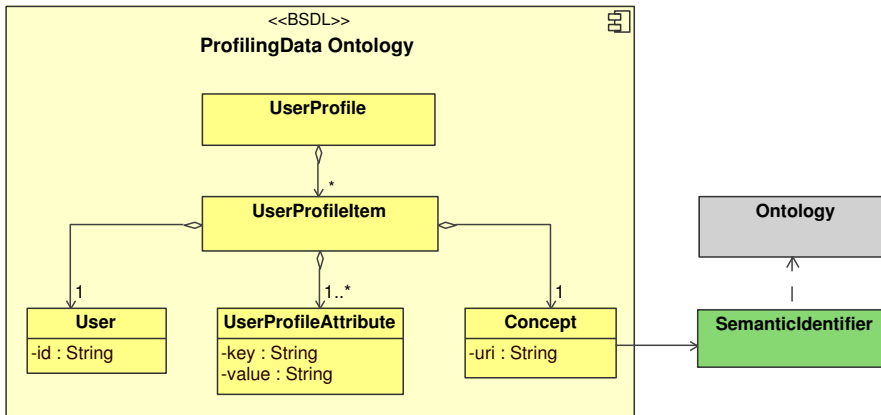 <<BSDL>>
ProfilingData Ontology
UserProfile
*
UserProfileItem
Ontology
1
1..*
1
User
-id : String
UserProfileAttribute
-key : String
-value : String
Concept
-uri : String
SemanticIdentifier